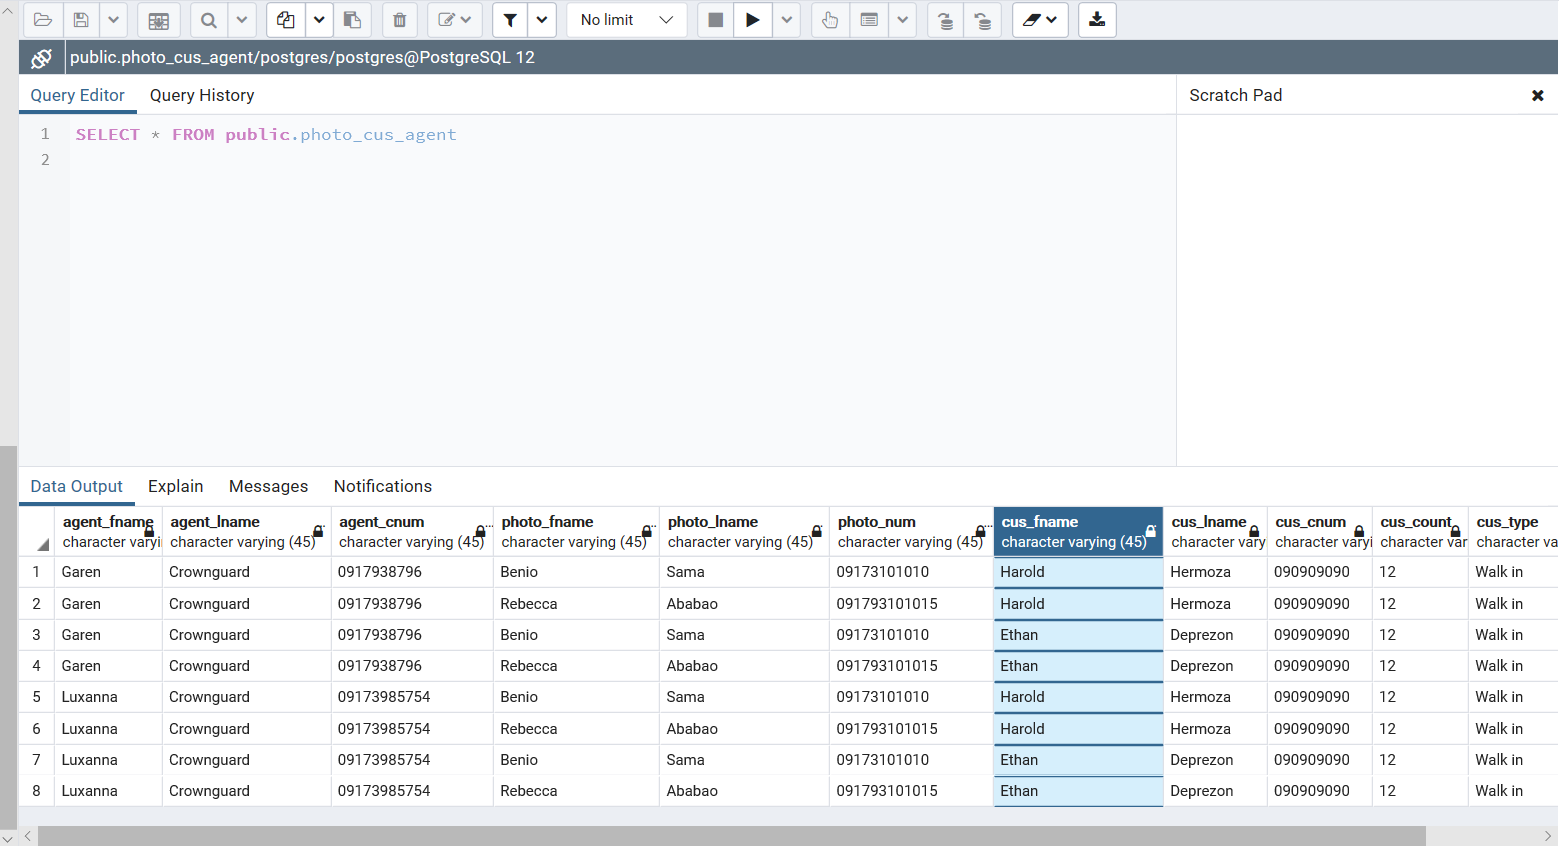 No limit
public.photo_cus_agent/postgres/postgres@PostgreSQL 12
Query Editor Query History Scratch Pad
1 SELECT * FROM public.photo_cus_agent
2
Data Output Explain Messages Notifications
agent_fname agent_lname agent_cnum photo_fname photo_lname photo_num cus_fname cus_lname cus_cnum cus_count cus_type
character varyi character varying (45) character varying (45) character varying (45) character varying (45) character varying (45) character varying (45) character vary character varyi character var character va
1 Garen Crownguard 0917938796 Benio Sama 09173101010 Harold Hermoza 090909090 12 Walk in
2 Garen Crownguard 0917938796 Rebecca Ababao 091793101015 Harold Hermoza 090909090 12 Walk in
3 Garen Crownguard 0917938796 Benio Sama 09173101010 Ethan Deprezon 090909090 12 Walk in
4 Garen Crownguard 0917938796 Rebecca Ababao 091793101015 Ethan Deprezon 090909090 12 Walk in
5 Luxanna Crownguard 09173985754 Benio Sama 09173101010 Harold Hermoza 090909090 12 Walk in
6 Luxanna Crownguard 09173985754 Rebecca Ababao 091793101015 Harold Hermoza 090909090 12 Walk in
7 Luxanna Crownguard 09173985754 Benio Sama 09173101010 Ethan Deprezon 090909090 12 Walk in
8 Luxanna Crownguard 09173985754 Rebecca Ababao 091793101015 Ethan Deprezon 090909090 12 Walk in